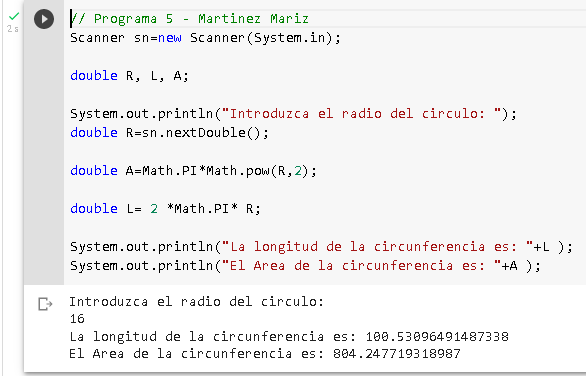 2 s
// Programa 5 - Martinez Mariz
Scanner sn=new Scanner(System.in);
double R, L, A;
System.out.println("Introduzca el radio del circulo: ");
double R=sn.nextDouble();
double A=Math.PI*Math.pow(R,2);
double L= 2 *Math.PI* R;
System.out.println("La longitud de la circunferencia es: "+L );
System.out.println("El Area de la circunferencia es: "+A );
Introduzca el radio del circulo:
16
La longitud de la circunferencia es: 100.53096491487338
El Area de la circunferencia es: 804.247719318987